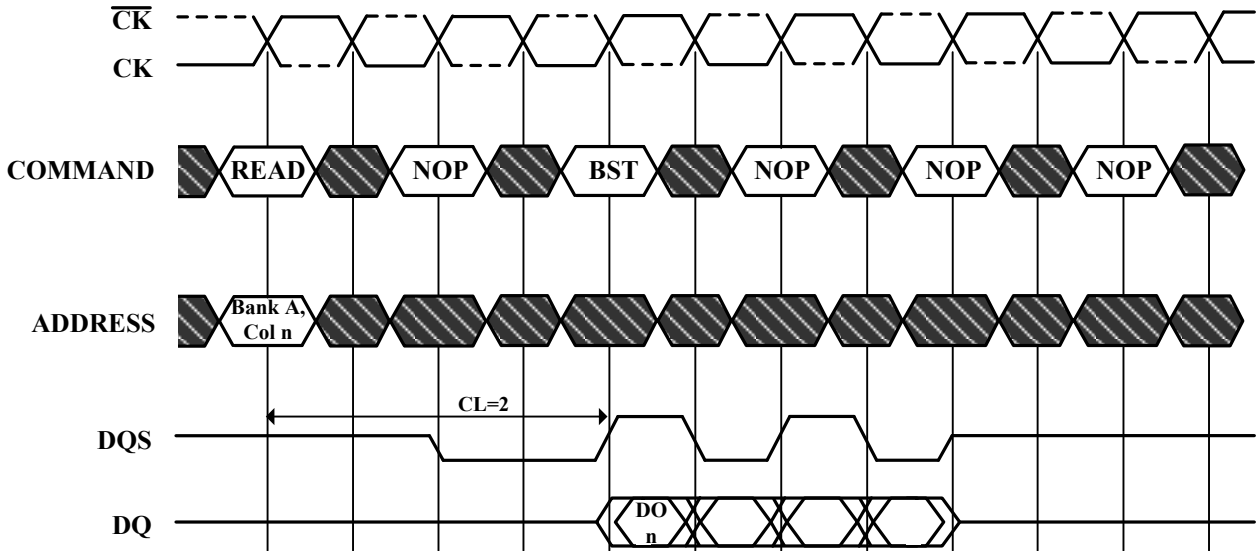 CK
CK
COMMAND READ NOP BST NOP NOP NOP
ADDRESS Bank A,
Col n
CL=2
DQS
DQ DO
n